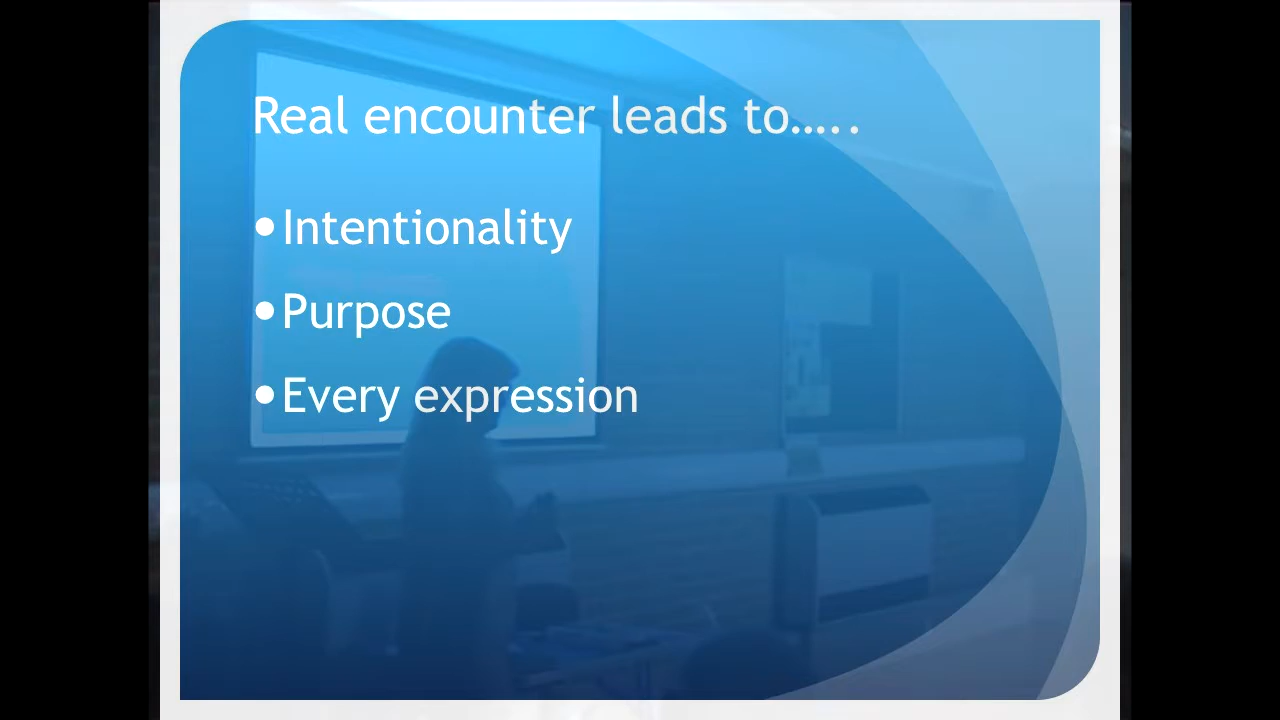 Real encounter leads to…..
•Intentionality
•Purpose
•Every expression